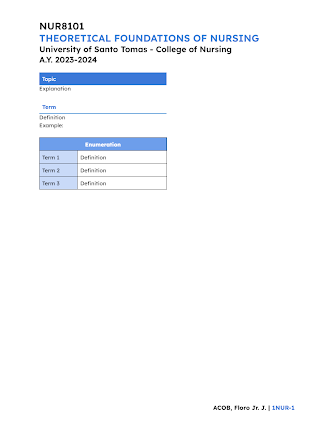 NUR8101
THEORETICAL FOUNDATIONS OF NURSING
University of Santo Tomas - College of Nursing
A.Y. 2023-2024
Topic
Explanation
Term
Definition
Example:
Enumeration
Term 1 Definition
Term 2 Definition
Term 3 Definition
ACOB, Floro Jr. J. | 1NUR-1